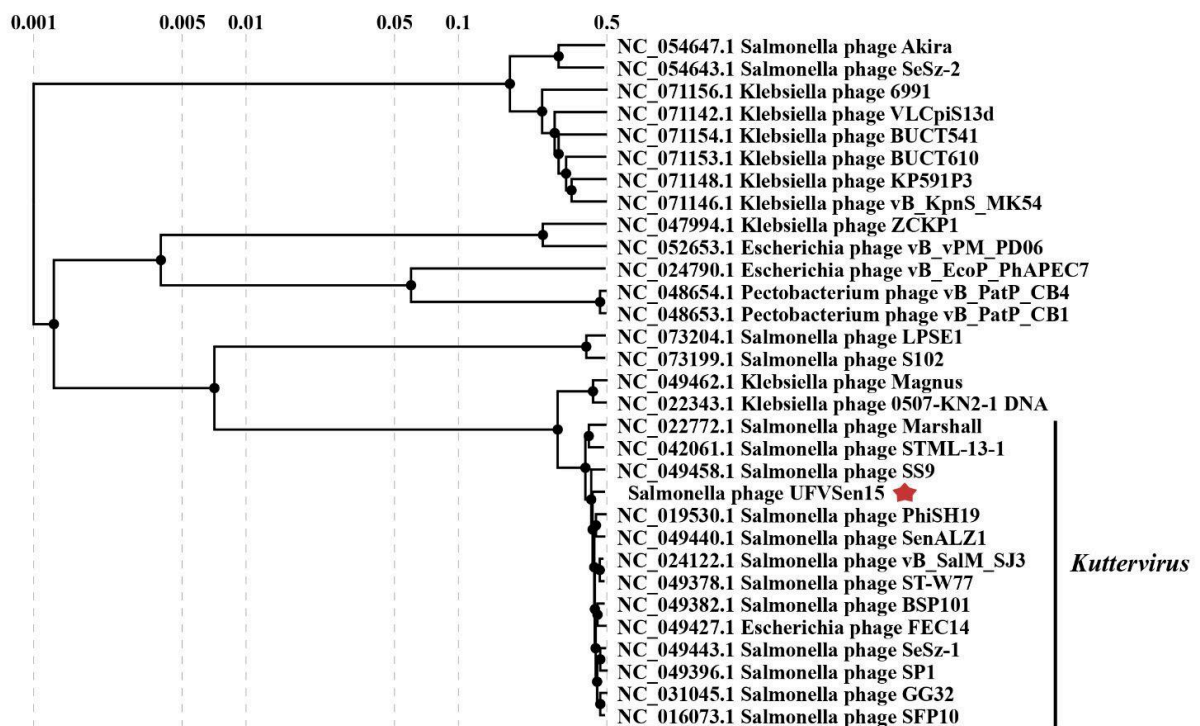 0.001 0.005 0.01 0.05 0.1 0.5
NC_054647.1 Salmonella phage Akira
NC_054643.1 Salmonella phage SeSz-2
NC_071156.1 Klebsiella phage 6991
NC_071142.1 Klebsiella phage VLCpiS13d
NC_071154.1 Klebsiella phage BUCT541
NC_071153.1 Klebsiella phage BUCT610
NC_071148.1 Klebsiella phage KP591P3
NC_071146.1 Klebsiella phage vB_KpnS_MK54
NC_047994.1 Klebsiella phage ZCKP1
NC_052653.1 Escherichia phage vB_vPM_PD06
NC_024790.1 Escherichia phage vB_EcoP_PhAPEC7
NC_048654.1 Pectobacterium phage vB_PatP_CB4
NC_048653.1 Pectobacterium phage vB_PatP_CB1
NC_073204.1 Salmonella phage LPSE1
NC_073199.1 Salmonella phage S102
NC_049462.1 Klebsiella phage Magnus
NC_022343.1 Klebsiella phage 0507-KN2-1 DNA
NC_022772.1 Salmonella phage Marshall
NC_042061.1 Salmonella phage STML-13-1
NC_049458.1 Salmonella phage SS9
Salmonella phage UFVSen15
NC_019530.1 Salmonella phage PhiSH19
NC_049440.1 Salmonella phage SenALZ1
NC_024122.1 Salmonella phage vB_SalM_SJ3
Kuttervirus
NC_049378.1 Salmonella phage ST-W77
NC_049382.1 Salmonella phage BSP101
NC_049427.1 Escherichia phage FEC14
NC_049443.1 Salmonella phage SeSz-1
NC_049396.1 Salmonella phage SP1
NC_031045.1 Salmonella phage GG32
NC_016073.1 Salmonella phage SFP10